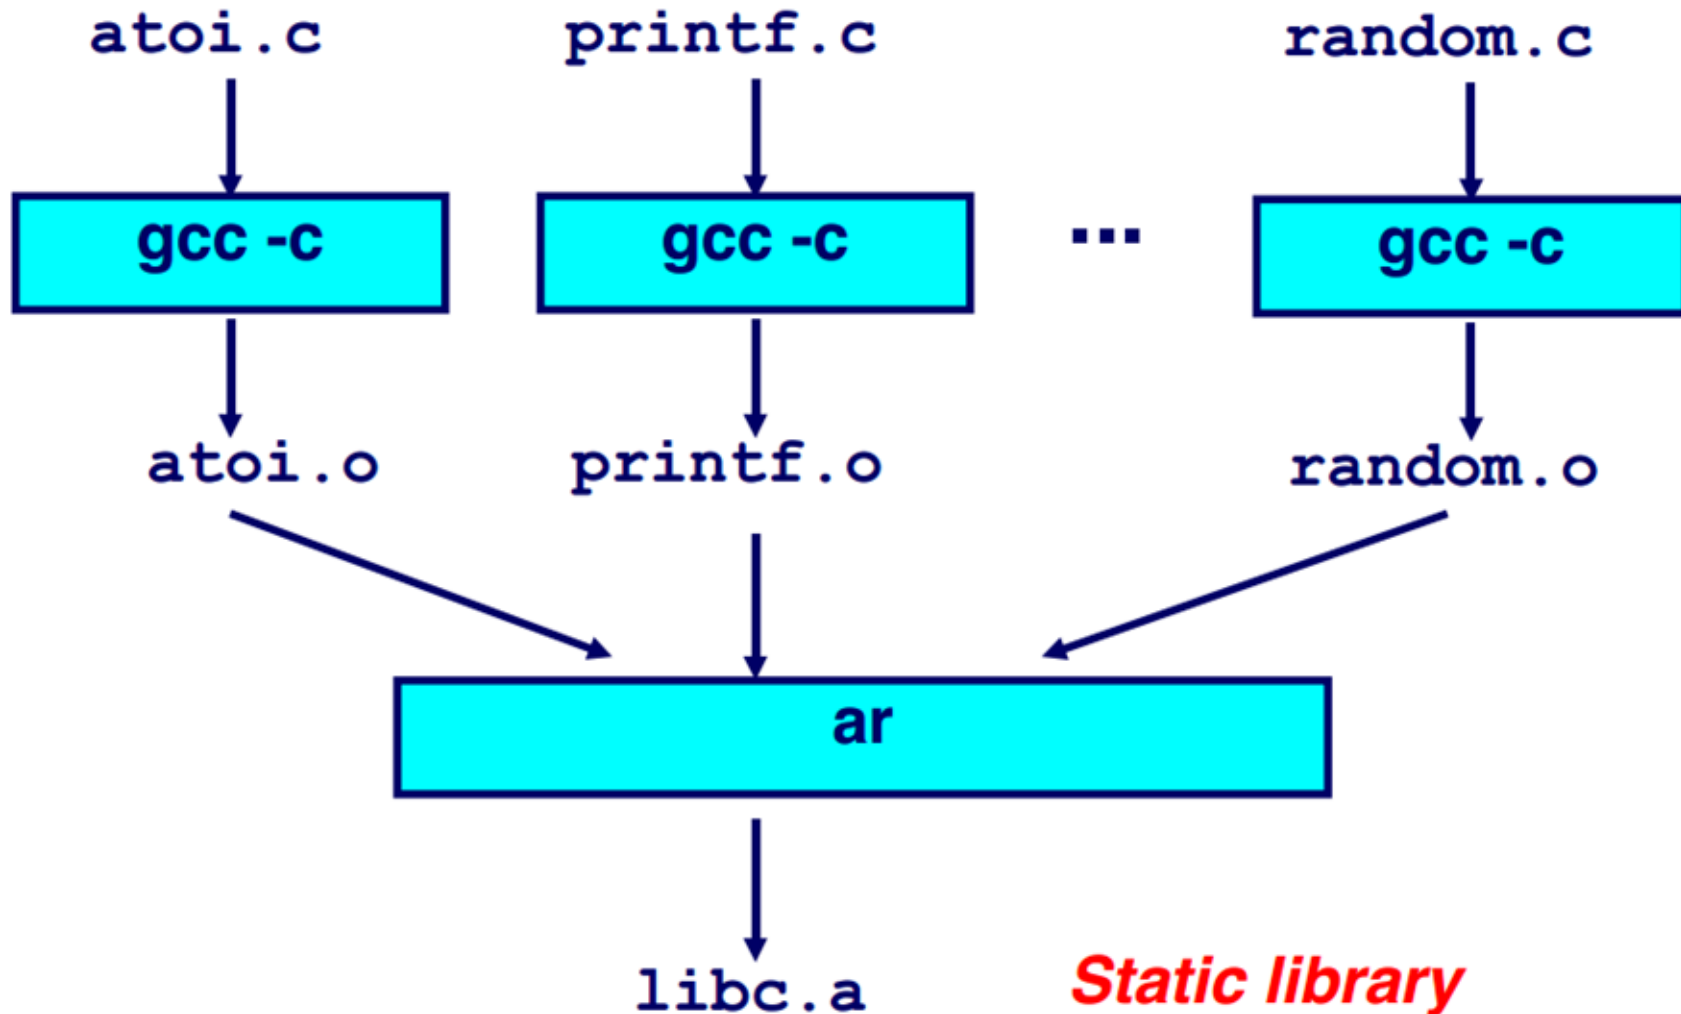 atoi.c printf.c random.c
gcc -c gcc -c ... gcc -c
atoi.o printf.o random.o
ar
libc.a Static library